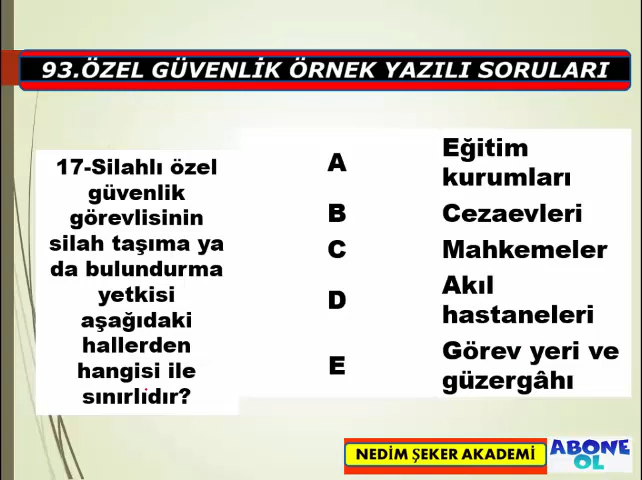 93.ÖZEL GÜVENLİK ÖRNEK YAZILI SORULARI
17-Silahlı özel
güvenlik
görevlisinin
silah taşıma ya
da bulundurma
yetkisi
aşağıdaki
hallerden
hangisi ile
sınırlıdır?
A
Eğitim
kurumları
B
Cezaevleri
C
Mahkemeler
D
Akıl
hastaneleri
E
Görev yeri ve
güzergâhı
NEDİM ŞEKER AKADEMİ
ABONE
OL